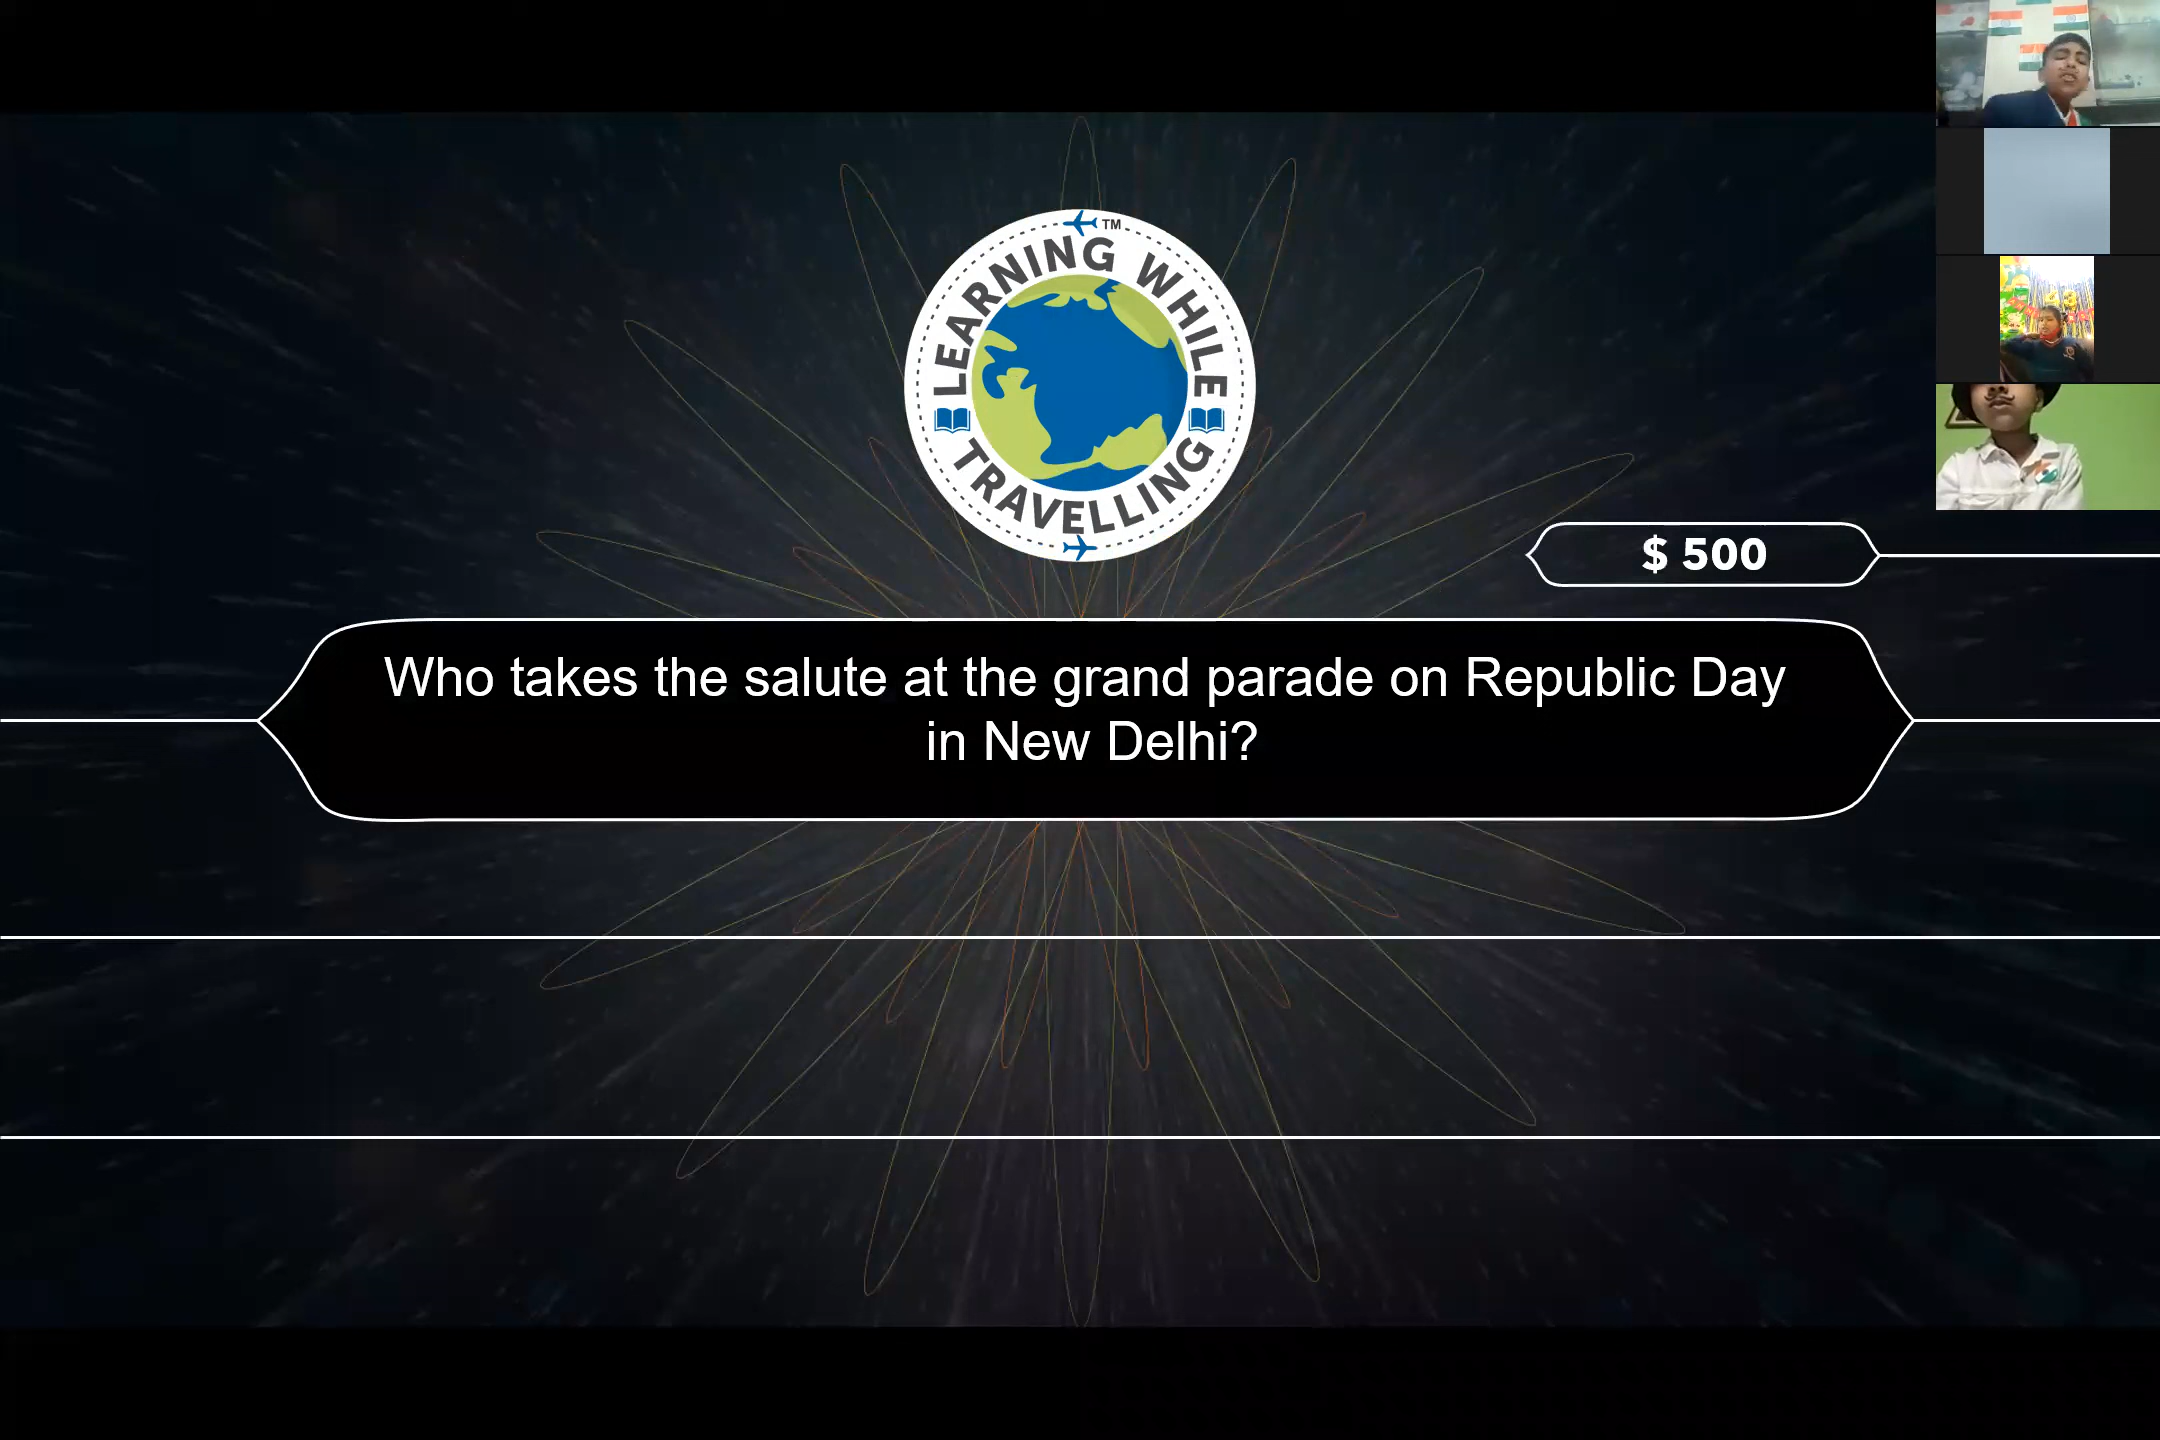 LEARNING WHILE
TRAVELLING
TM
$ 500
Who takes the salute at the grand parade on Republic Day
in New Delhi?
43